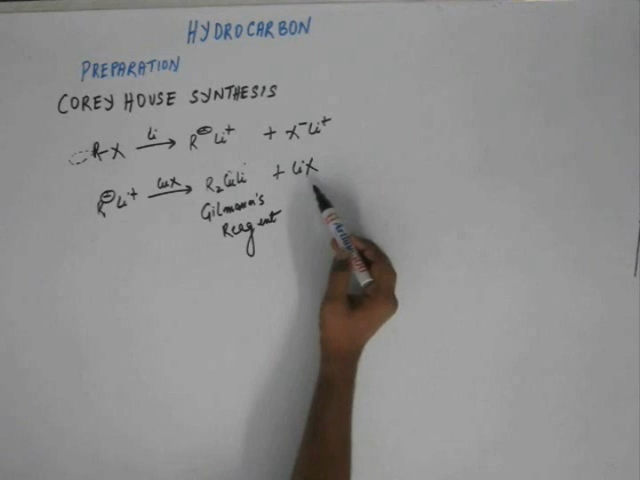 HYDROCARBON
PREPARATION
COREY HOUSE SYNTHESIS
R-X —Li→ R⊖Li⁺ + X⁻Li⁺
R⊖Li⁺ —CuX→ R₂CuLi + LiX
Gilmann's
Reagent